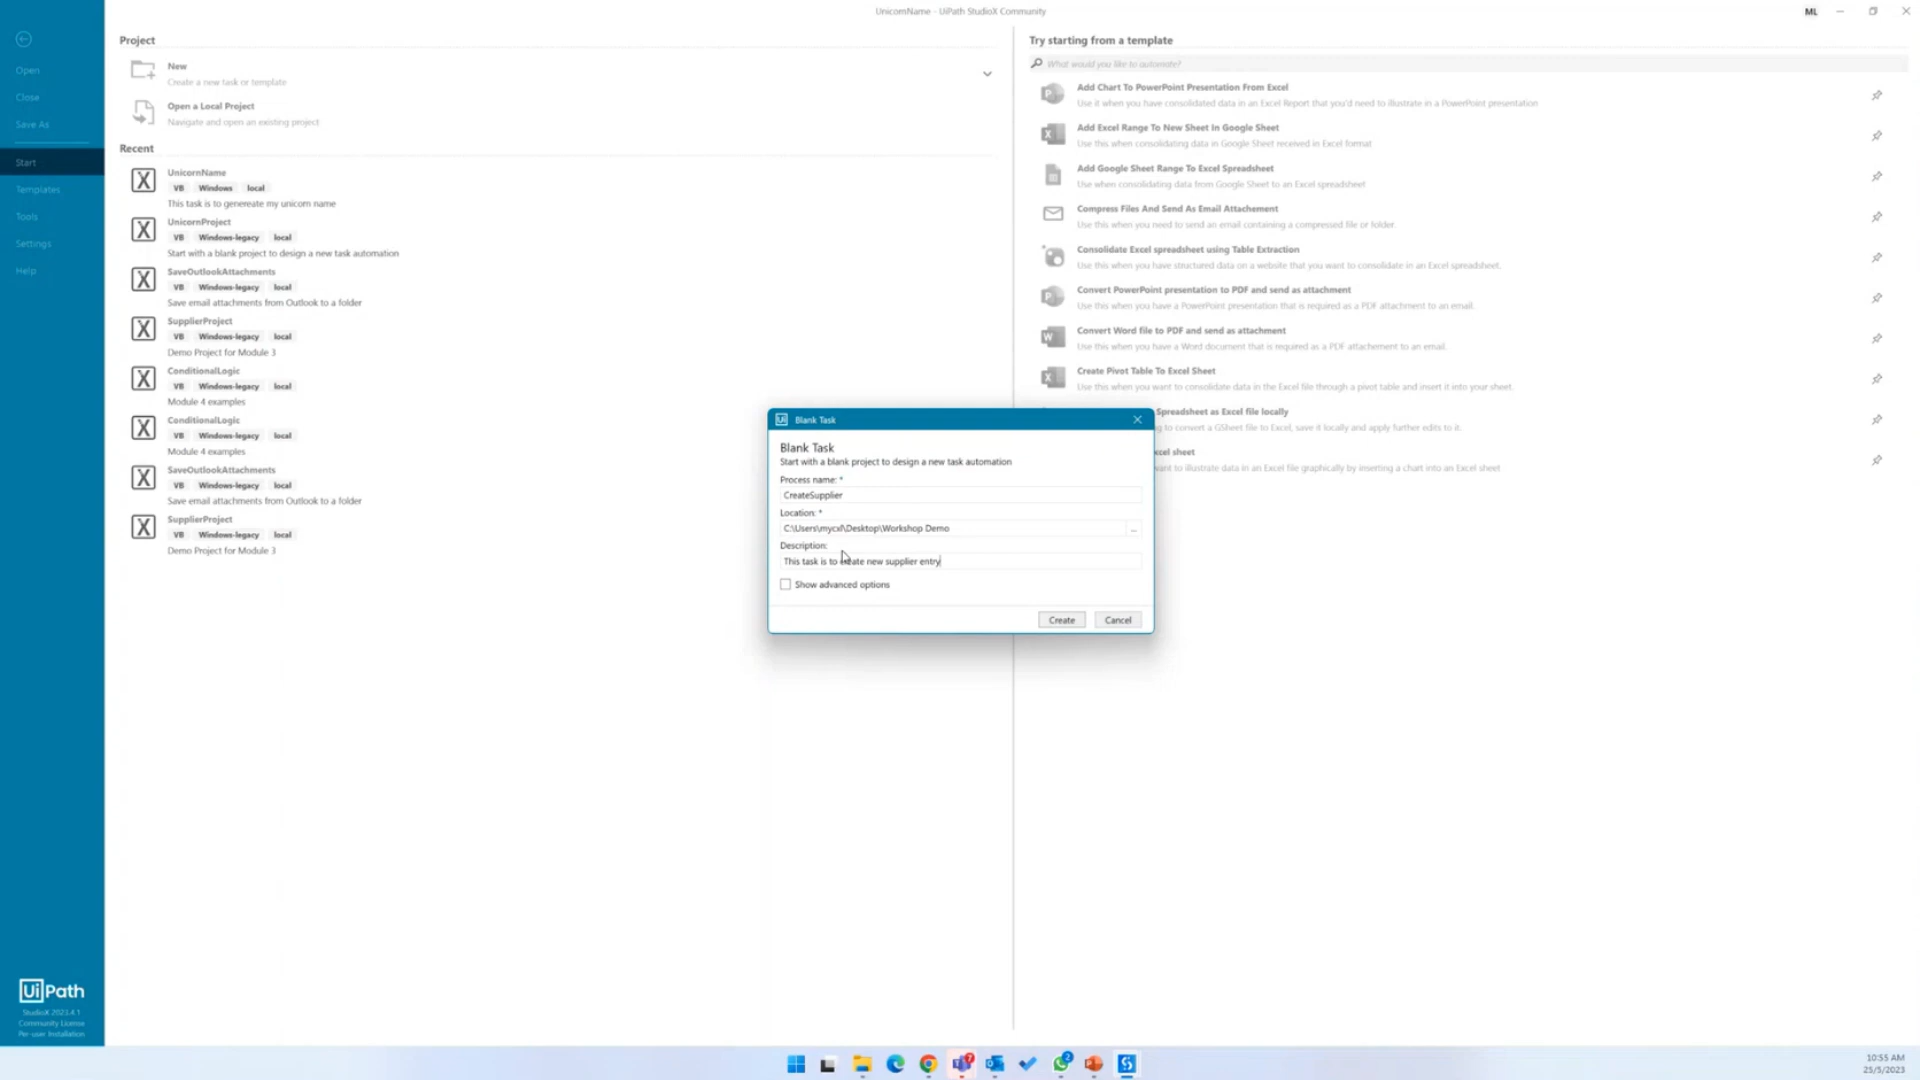 UnicornName - UiPath StudioX Community
ML
Open
Close
Save As
Start
Templates
Tools
Settings
Help
Project
New
Create a new task or template
Open a Local Project
Navigate and open an existing project
Recent
UnicornName
VB Windows local
This task is to genereate my unicorn name
UnicornProject
VB Windows-legacy local
Start with a blank project to design a new task automation
SaveOutlookAttachments
VB Windows-legacy local
Save email attachments from Outlook to a folder
SupplierProject
VB Windows-legacy local
Demo Project for Module 3
ConditionalLogic
VB Windows-legacy local
Module 4 examples
ConditionalLogic
VB Windows-legacy local
Module 4 examples
SaveOutlookAttachments
VB Windows-legacy local
Save email attachments from Outlook to a folder
SupplierProject
VB Windows-legacy local
Demo Project for Module 3
Try starting from a template
What would you like to automate?
Add Chart To PowerPoint Presentation From Excel
Use it when you have consolidated data in an Excel Report that you'd need to illustrate in a PowerPoint presentation
Add Excel Range To New Sheet In Google Sheet
Use this when consolidating data in Google Sheet received in Excel format
Add Google Sheet Range To Excel Spreadsheet
Use when consolidating data from Google Sheet to an Excel spreadsheet
Compress Files And Send As Email Attachement
Use this when you need to send an email containing a compressed file or folder.
Consolidate Excel spreadsheet using Table Extraction
Use this when you have structured data on a website that you want to consolidate in an Excel spreadsheet.
Convert PowerPoint presentation to PDF and send as attachment
Use this when you have a PowerPoint presentation that is required as a PDF attachment to an email.
Convert Word file to PDF and send as attachment
Use this when you have a Word document that is required as a PDF attachement to an email.
Create Pivot Table To Excel Sheet
Use this when you want to consolidate data in the Excel file through a pivot table and insert it into your sheet.
Spreadsheet as Excel file locally
to convert a GSheet file to Excel, save it locally and apply further edits to it.
xcel sheet
want to illustrate data in an Excel file graphically by inserting a chart into an Excel sheet
Ui Blank Task
Blank Task
Start with a blank project to design a new task automation
Process name: *
CreateSupplier
Location: *
C:\Users\mycxl\Desktop\Workshop Demo
...
Description:
This task is to create new supplier entry
Show advanced options
Create Cancel
UiPath
StudioX 2023.4.1
Community License
Per-user Installation
7
2
10:55 AM
25/5/2023